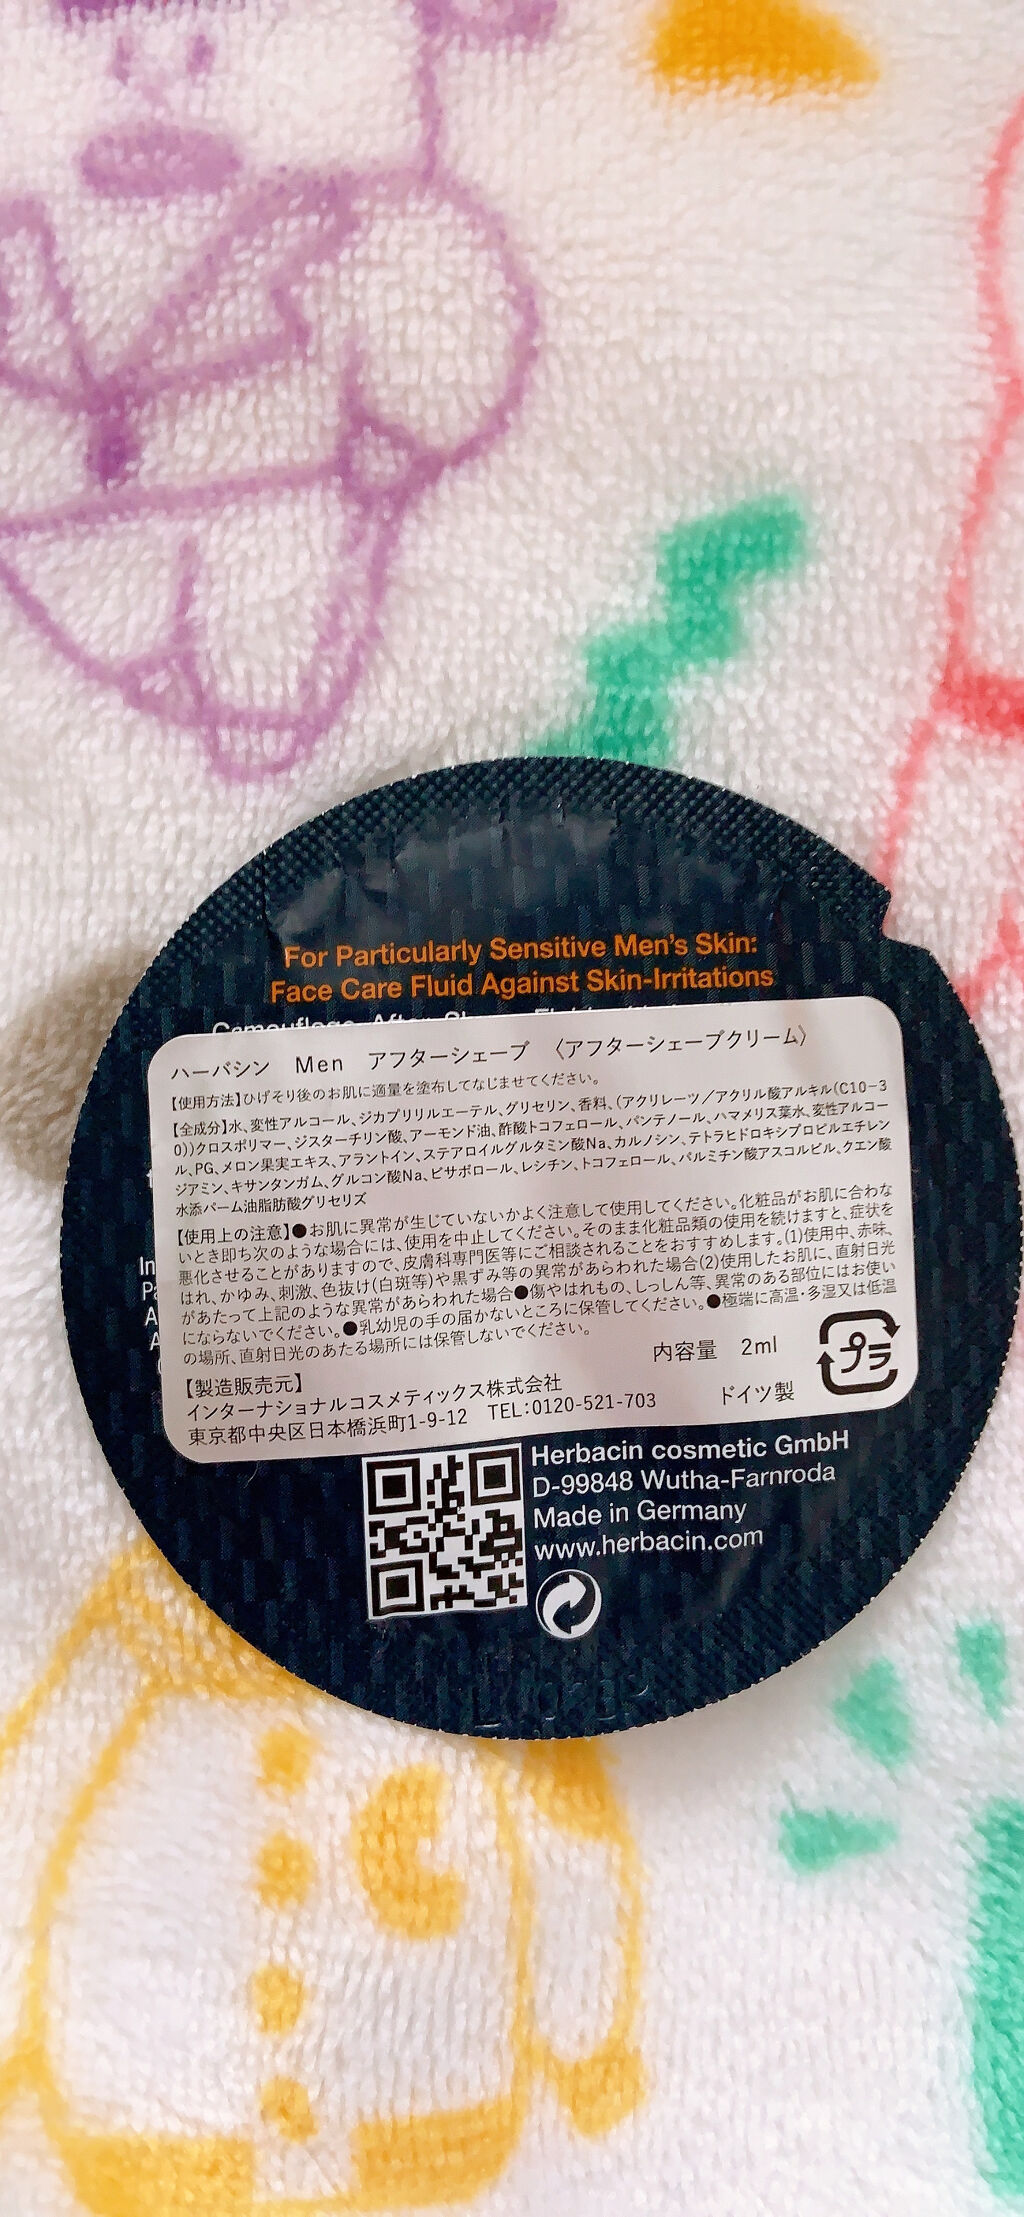 For Particularly Sensitive Men's Skin:
Face Care Fluid Against Skin-Irritations
ハーバシン Men アフターシェーブ 〈アフターシェーブクリーム〉
【使用方法】ひげそり後のお肌に適量を塗布してなじませてください。
【全成分】水、変性アルコール、ジカプリリルエーテル、グリセリン、香料、(アクリレーツ/アクリル酸アルキル(C10-3
0))クロスポリマー、ジステアリン酸、アーモンド油、酢酸トコフェロール、パンテノール、ハマメリス葉水、変性アルコー
ル、PG、メロン果実エキス、アラントイン、ステアロイルグルタミン酸Na、カルノシン、テトラヒドロキシプロピルエチレン
ジアミン、キサンタンガム、グルコン酸Na、ビサボロール、レシチン、トコフェロール、パルミチン酸アスコルビル、クエン酸
水添パーム油脂肪酸グリセリズ
【使用上の注意】●お肌に異常が生じていないかよく注意して使用してください。化粧品がお肌に合わな
いとき即ち次のような場合には、使用を中止してください。そのまま化粧品類の使用を続けますと、症状を
悪化させることがありますので、皮膚科専門医等にご相談されることをおすすめします。(1)使用中、赤味、
はれ、かゆみ、刺激、色抜け(白斑等)や黒ずみ等の異常があらわれた場合(2)使用したお肌に、直射日光
があたって上記のような異常があらわれた場合●傷やはれもの、しっしん等、異常のある部位にはお使い
にならないでください。●乳幼児の手の届かないところに保管してください。●極端に高温・多湿又は低温
の場所、直射日光のあたる場所には保管しないでください。
内容量 2ml
【製造販売元】
インターナショナルコスメティックス株式会社
東京都中央区日本橋浜町1-9-12 TEL:0120-521-703
ドイツ製
プラ
Herbacin cosmetic GmbH
D-99848 Wutha-Farnroda
Made in Germany
www.herbacin.com